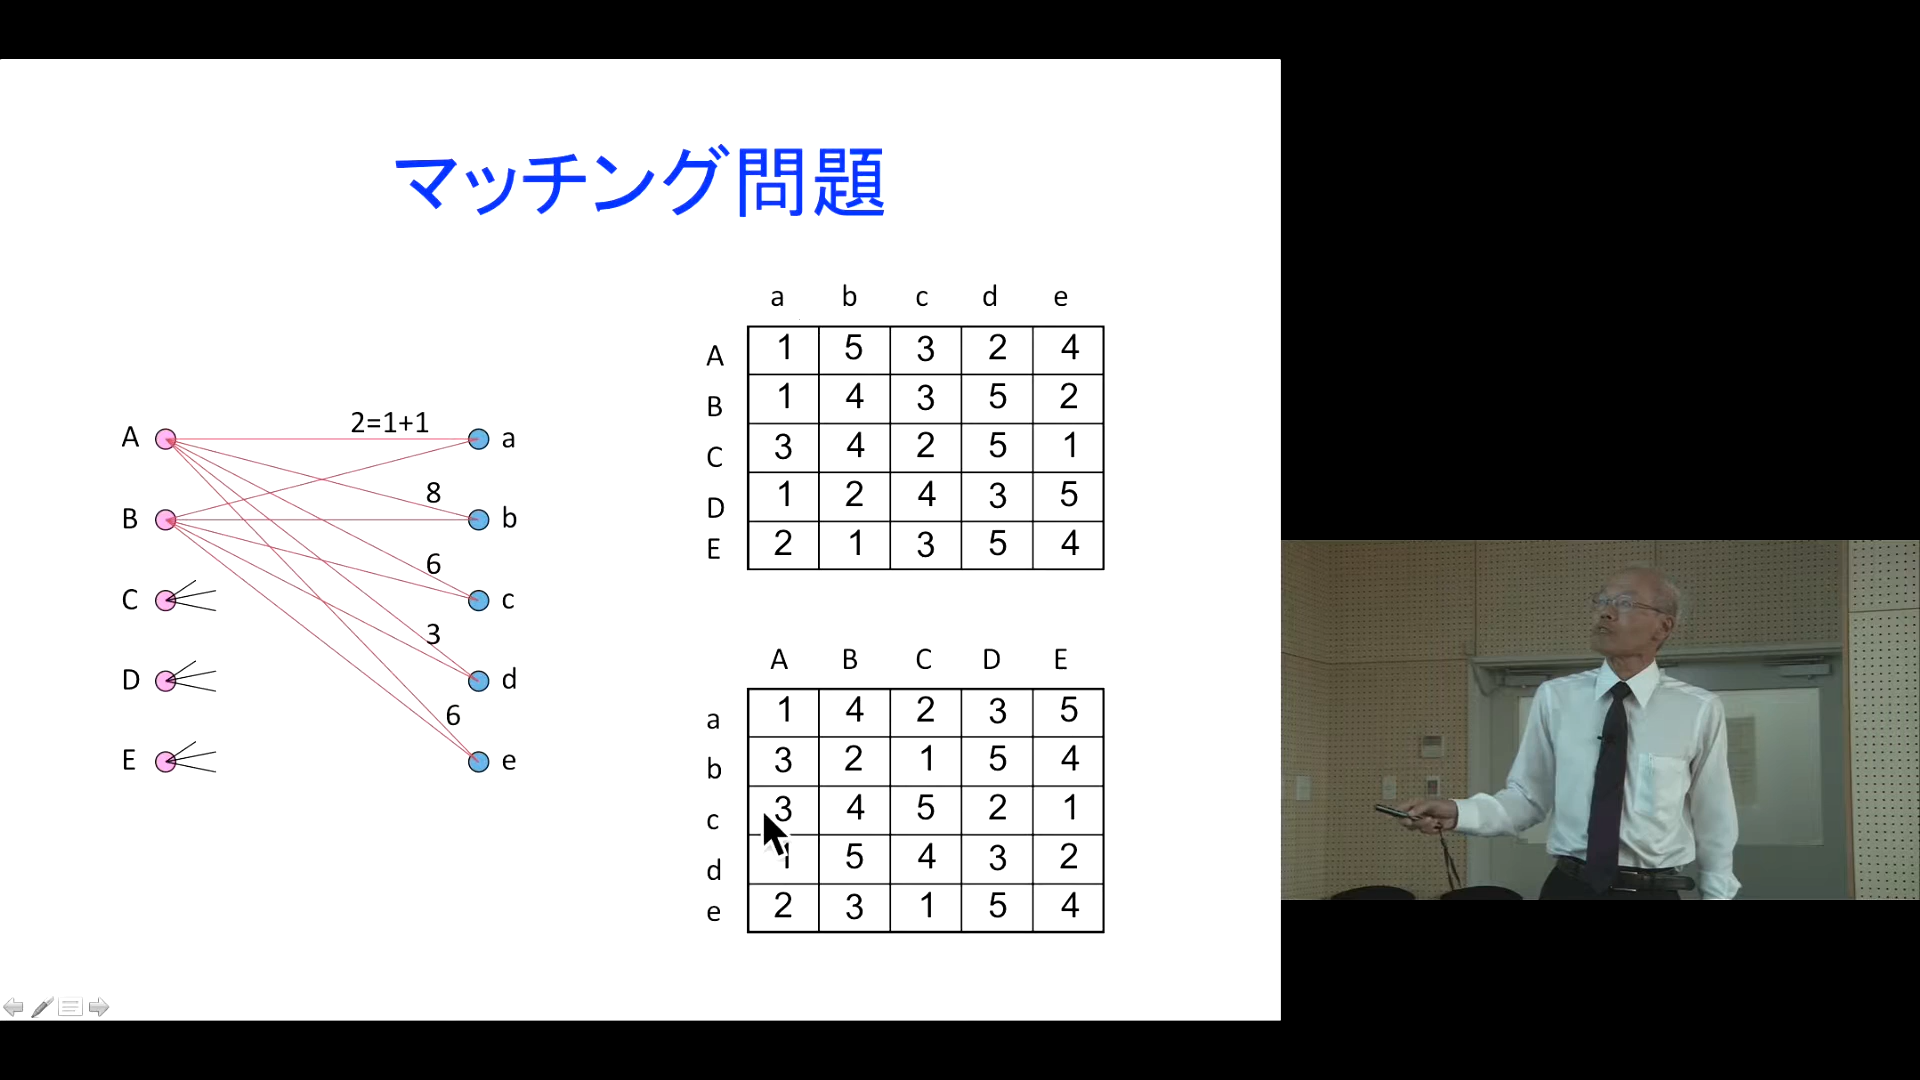 マッチング問題
A
B
C
D
E
2=1+1
8
6
3
6
a
b
c
d
e
a b c d e
A 1 5 3 2 4
B 1 4 3 5 2
C 3 4 2 5 1
D 1 2 4 3 5
E 2 1 3 5 4
A B C D E
a 1 4 2 3 5
b 3 2 1 5 4
c 3 4 5 2 1
d 1 5 4 3 2
e 2 3 1 5 4